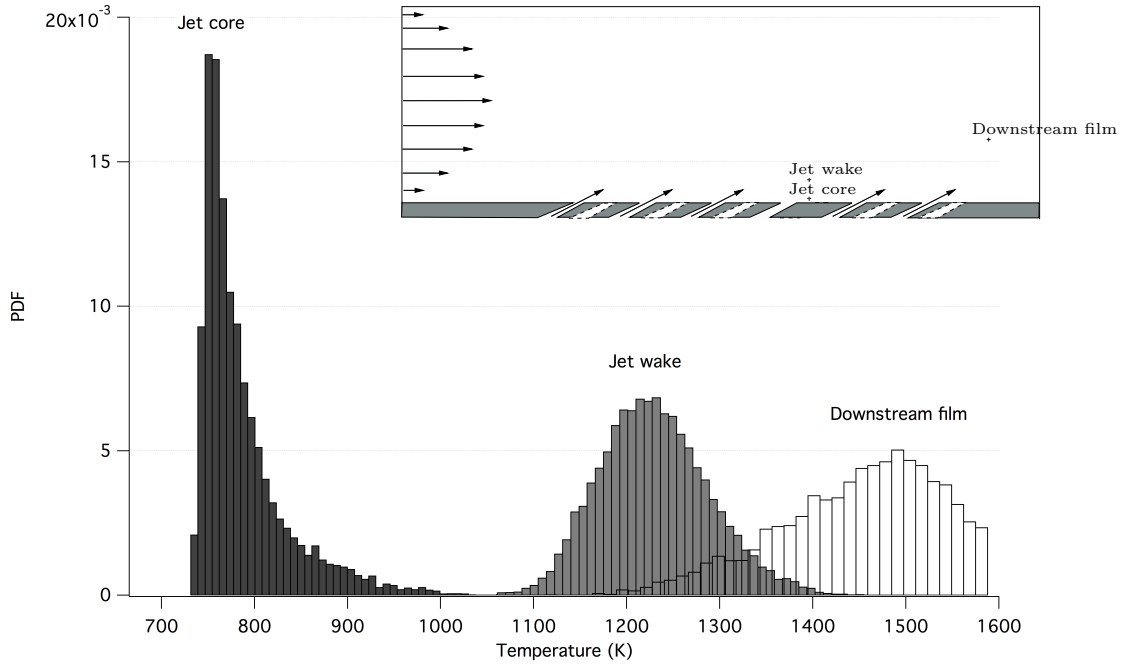 20x10-3
Jet core
Downstream film
Jet wake
Jet core
15
10
PDF
Jet wake
Downstream film
5
0
700 800 900 1000 1100 1200 1300 1400 1500 1600
Temperature (K)